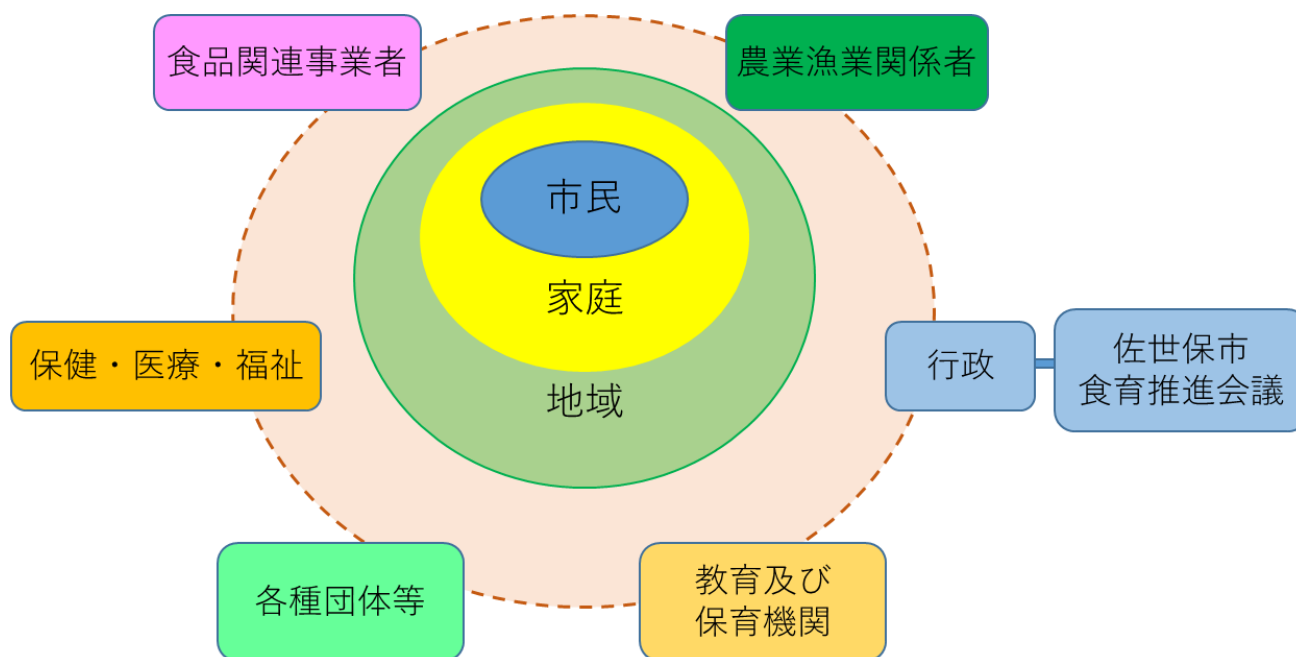 食品関連事業者
農業漁業関係者
市民
家庭
地域
保健・医療・福祉
行政
佐世保市
食育推進会議
各種団体等
教育及び
保育機関